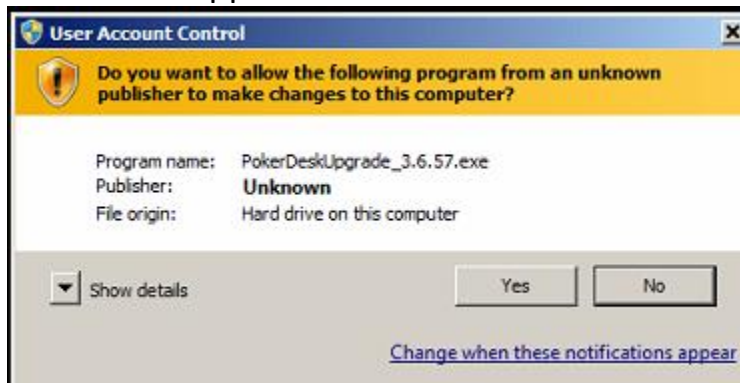 User Account Control
Do you want to allow the following program from an unknown
publisher to make changes to this computer?
Program name: PokerDeskUpgrade_3.6.57.exe
Publisher: Unknown
File origin: Hard drive on this computer
Show details
Yes
No
Change when these notifications appear